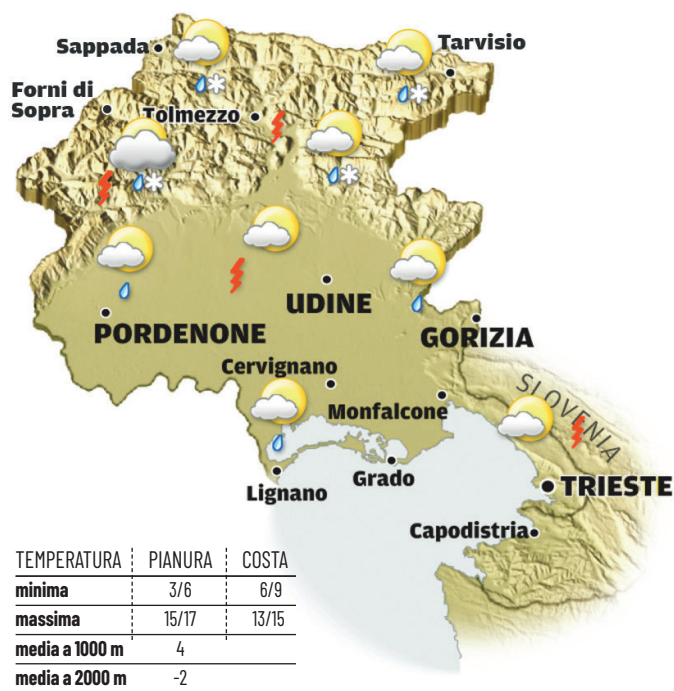 Sappada
Tarvisio
Forni di
Sopra
Tolmezzo
UDINE
PORDENONE
GORIZIA
Cervignano
SLOVENIA
Monfalcone
Grado
Lignano
TRIESTE
Capodistria
TEMPERATURA PIANURA COSTA
minima 3/6 6/9
massima 15/17 13/15
media a 1000 m 4
media a 2000 m -2